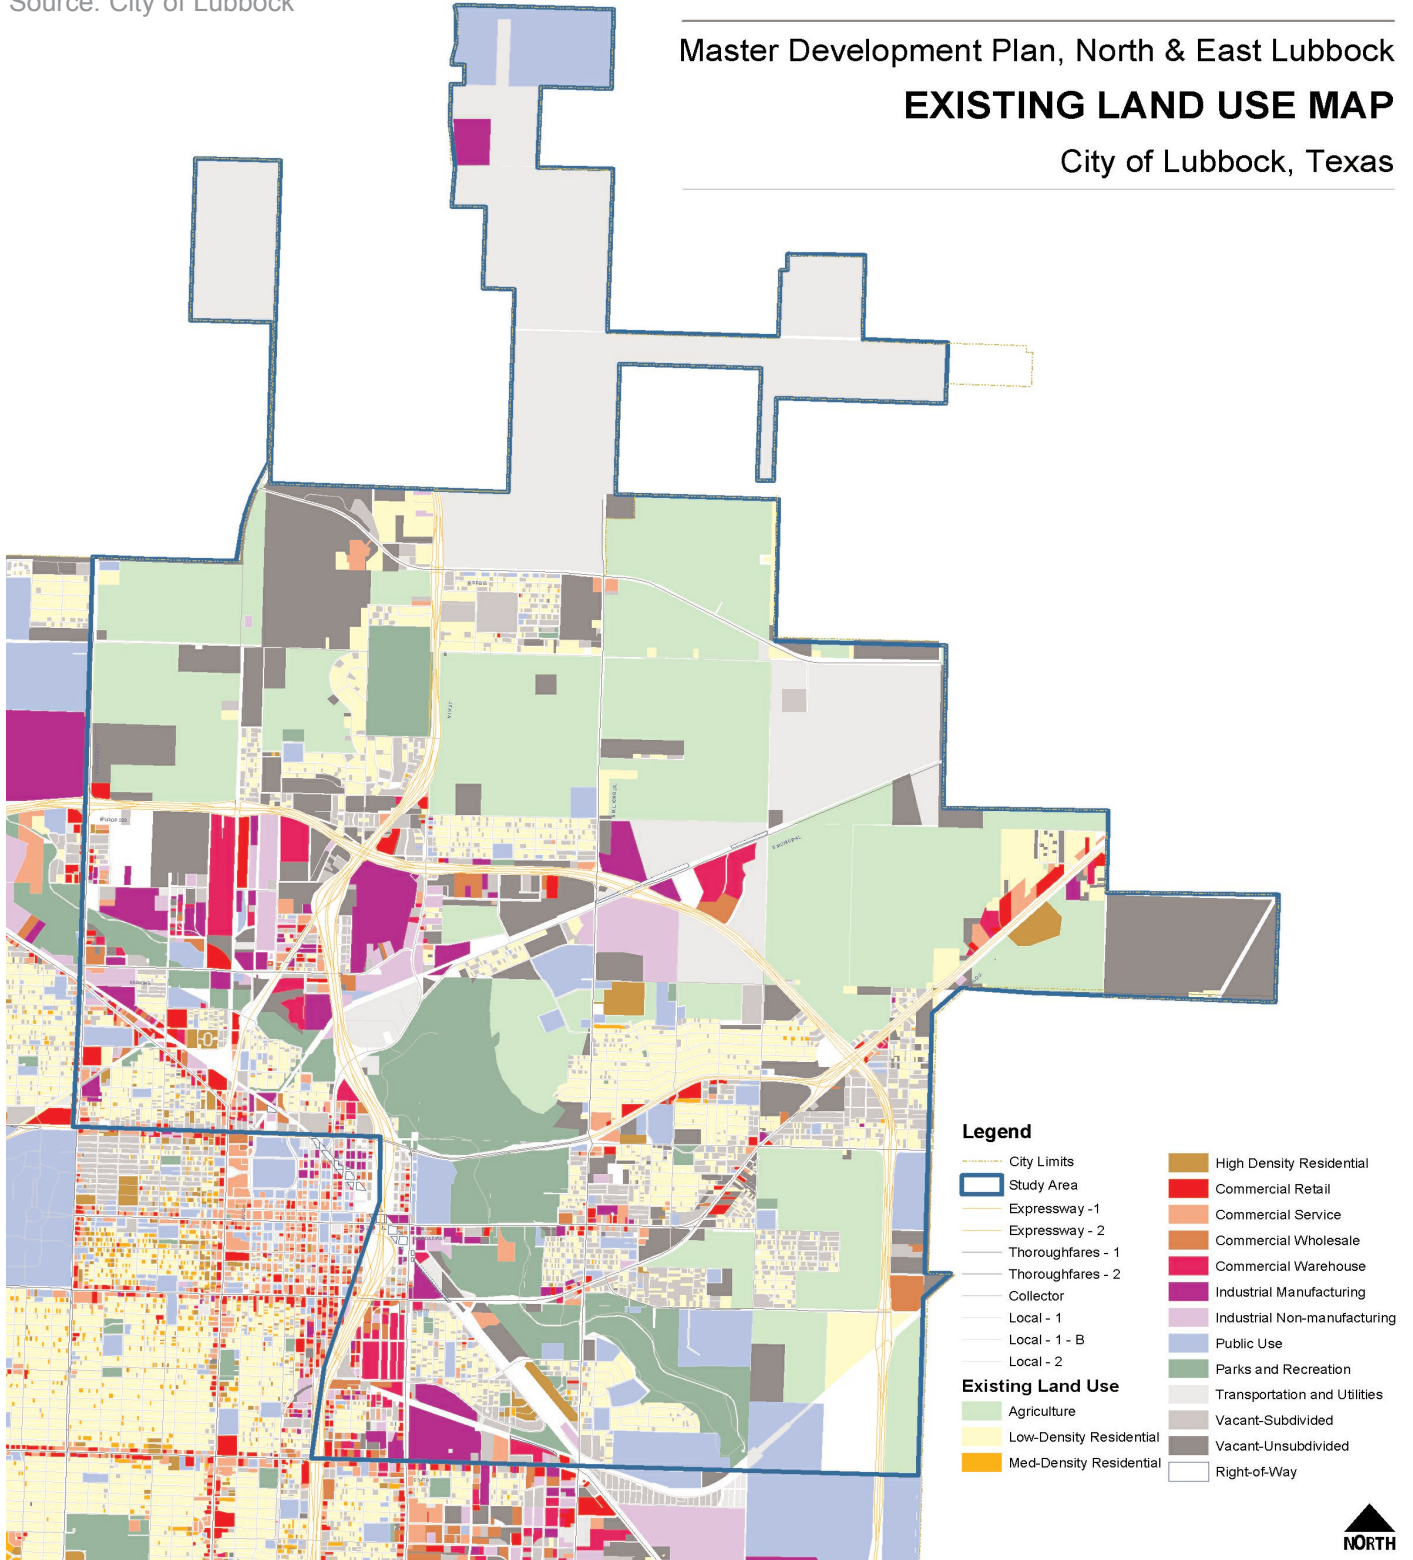 Source: City of Lubbock
Master Development Plan, North & East Lubbock
EXISTING LAND USE MAP
City of Lubbock, Texas
Legend
City Limits
Study Area
Expressway -1
Expressway - 2
Thoroughfares - 1
Thoroughfares - 2
Collector
Local - 1
Local - 1 - B
Local - 2
Existing Land Use
Agriculture
Low-Density Residential
Med-Density Residential
High Density Residential
Commercial Retail
Commercial Service
Commercial Wholesale
Commercial Warehouse
Industrial Manufacturing
Industrial Non-manufacturing
Public Use
Parks and Recreation
Transportation and Utilities
Vacant-Subdivided
Vacant-Unsubdivided
Right-of-Way
NORTH